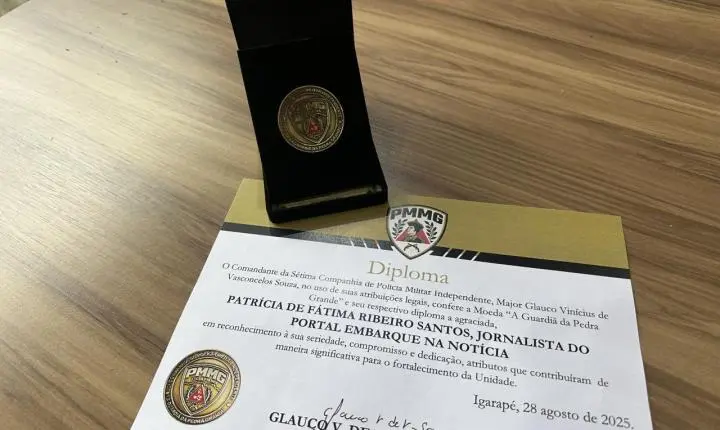 PMMG
Diploma
O Comandante da Sétima Companhia de Polícia Militar Independente, Major Glauco Vinícius de
Vasconcelos Souza, no uso de suas atribuições legais, confere a Moeda "A Guardiã da Pedra
Grande" e seu respectivo diploma a agraciada,
PATRÍCIA DE FÁTIMA RIBEIRO SANTOS, JORNALISTA DO
PORTAL EMBARQUE NA NOTÍCIA
em reconhecimento à sua seriedade, compromisso e dedicação, atributos que contribuíram de
maneira significativa para o fortalecimento da Unidade.
Igarapé, 28 agosto de 2025.
PMMG
GLAUCO V. DE